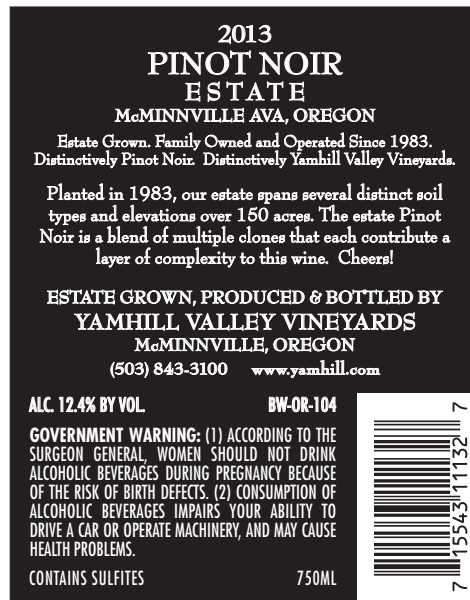 2013
PINOT NOIR
ESTATE
McMINNVILLE AVA, OREGON
Estate Grown. Family Owned and Operated Since 1983.
Distinctively Pinot Noir. Distinctively Yamhill Valley Vineyards.
Planted in 1983, our estate spans several distinct soil
types and elevations over 150 acres. The estate Pinot
Noir is a blend of multiple clones that each contribute a
layer of complexity to this wine. Cheers!
ESTATE GROWN, PRODUCED & BOTTLED BY
YAMHILL VALLEY VINEYARDS
McMINNVILLE, OREGON
(503) 843-3100 www.yamhill.com
ALC. 12.4% BY VOL. BW-OR-104
GOVERNMENT WARNING: (1) ACCORDING TO THE
SURGEON GENERAL, WOMEN SHOULD NOT DRINK
ALCOHOLIC BEVERAGES DURING PREGNANCY BECAUSE
OF THE RISK OF BIRTH DEFECTS. (2) CONSUMPTION OF
ALCOHOLIC BEVERAGES IMPAIRS YOUR ABILITY TO
DRIVE A CAR OR OPERATE MACHINERY, AND MAY CAUSE
HEALTH PROBLEMS.
CONTAINS SULFITES 750ML
7 15543 11132 7